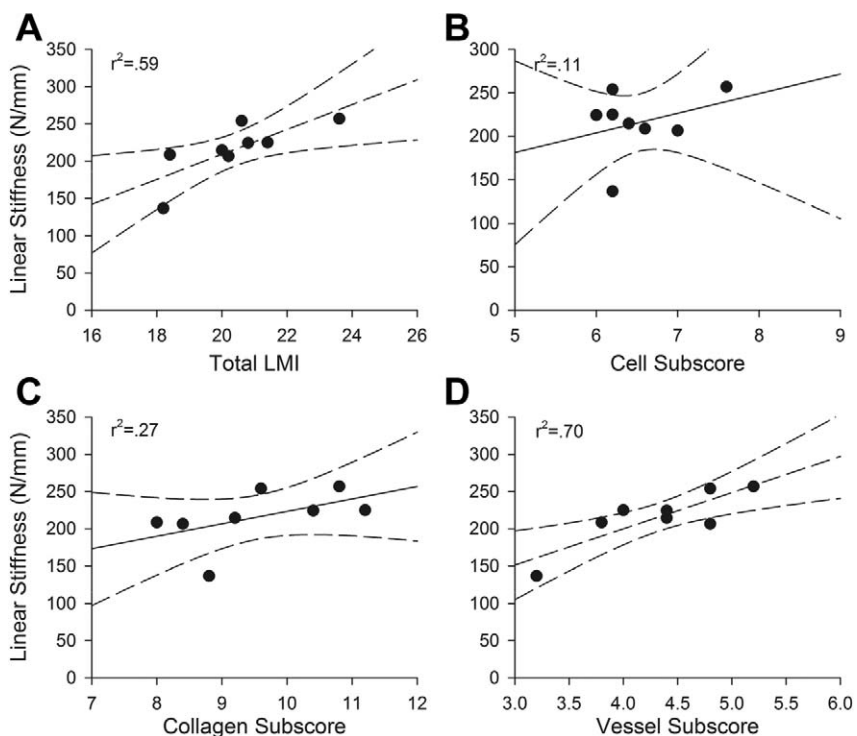 A
r²=.59
350
300
250
200
150
100
50
0
Linear Stiffness (N/mm)
16 18 20 22 24 26
Total LMI
B
r²=.11
300
250
200
150
100
50
0
5 6 7 8 9
Cell Subscore
C
r²=.27
350
300
250
200
150
100
50
0
Linear Stiffness (N/mm)
7 8 9 10 11 12
Collagen Subscore
D
r²=.70
350
300
250
200
150
100
50
0
3.0 3.5 4.0 4.5 5.0 5.5 6.0
Vessel Subscore